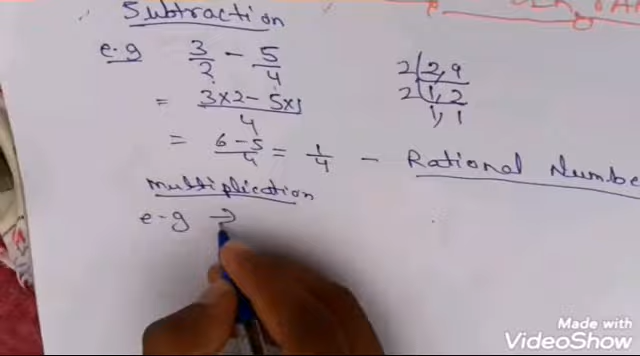 Subtraction
e.g 3/2 - 5/4
= 3×2-5×1/4
= 6-5/4 = 1/4 - Rational Number
2 | 2, 4
2 | 1, 2
1, 1
multiplication
e-g
Made with
VideoShow